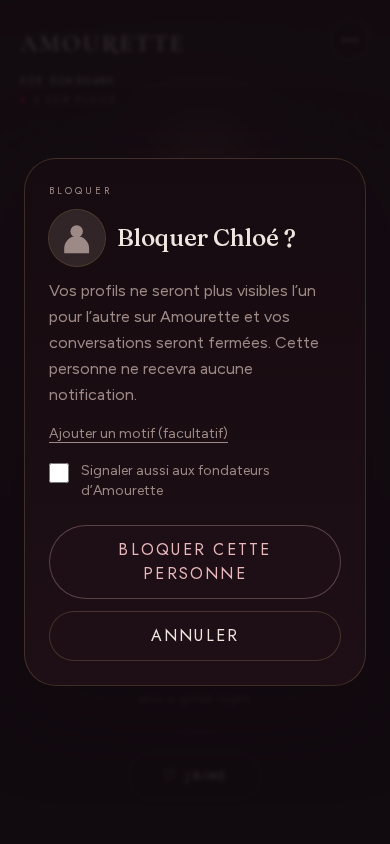 AMOURETTE
BLOQUER
Bloquer Chloé ?
Vos profils ne seront plus visibles l’un
pour l’autre sur Amourette et vos
conversations seront fermées. Cette
personne ne recevra aucune
notification.
Ajouter un motif (facultatif)
Signaler aussi aux fondateurs
d’Amourette
BLOQUER CETTE
PERSONNE
ANNULER